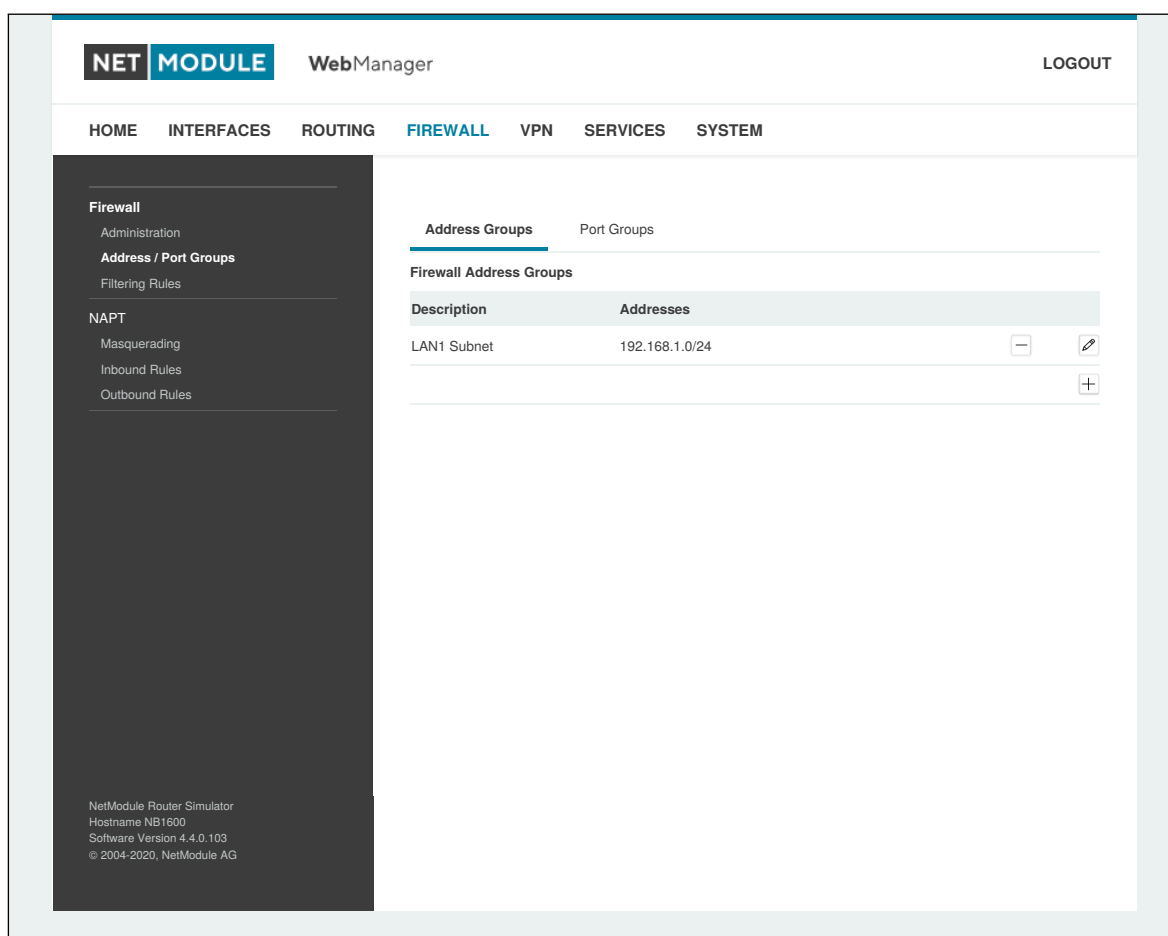 NET MODULE WebManager LOGOUT
HOME INTERFACES ROUTING FIREWALL VPN SERVICES SYSTEM
Firewall
Administration
Address / Port Groups
Filtering Rules
NAPT
Masquerading
Inbound Rules
Outbound Rules
Address Groups Port Groups
Firewall Address Groups
Description Addresses
LAN1 Subnet 192.168.1.0/24
NetModule Router Simulator
Hostname NB1600
Software Version 4.4.0.103
© 2004-2020, NetModule AG